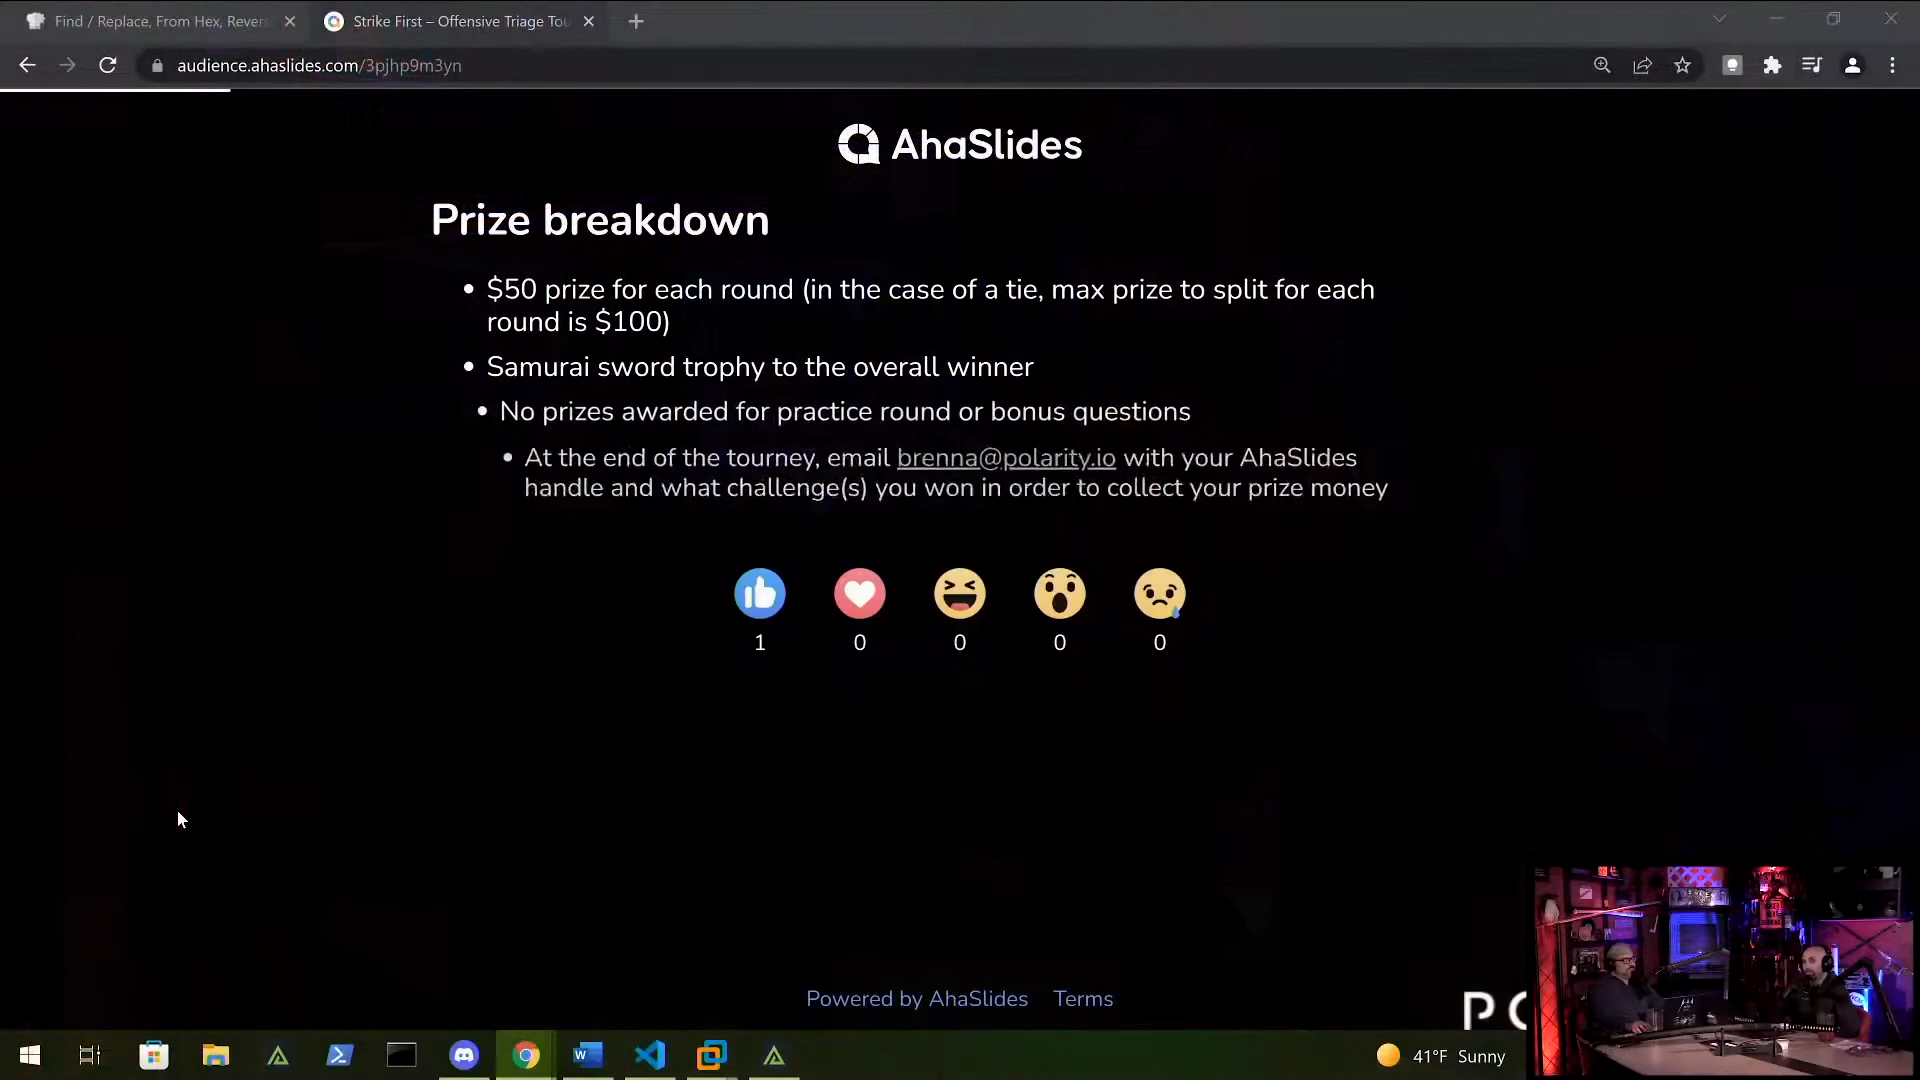 Find / Replace, From Hex, Revers
Strike First – Offensive Triage Tou
audience.ahaslides.com/3pjhp9m3yn
AhaSlides
Prize breakdown
• $50 prize for each round (in the case of a tie, max prize to split for each
round is $100)
• Samurai sword trophy to the overall winner
• No prizes awarded for practice round or bonus questions
• At the end of the tourney, email brenna@polarity.io with your AhaSlides
handle and what challenge(s) you won in order to collect your prize money
1 0 0 0 0
Powered by AhaSlides Terms
PO
41°F Sunny